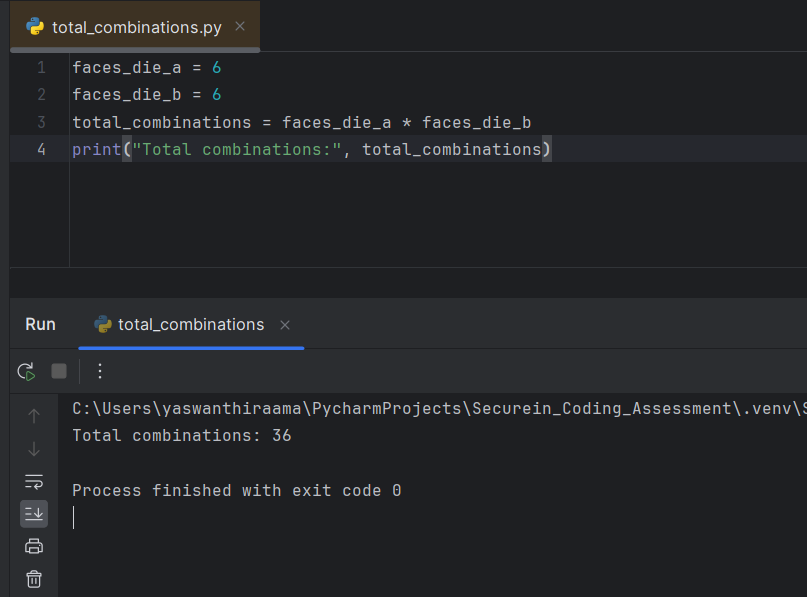 total_combinations.py
1 faces_die_a = 6
2 faces_die_b = 6
3 total_combinations = faces_die_a * faces_die_b
4 print("Total combinations:", total_combinations)
Run total_combinations
C:\Users\yaswanthiraama\PycharmProjects\Securein_Coding_Assessment\.venv\S
Total combinations: 36
Process finished with exit code 0